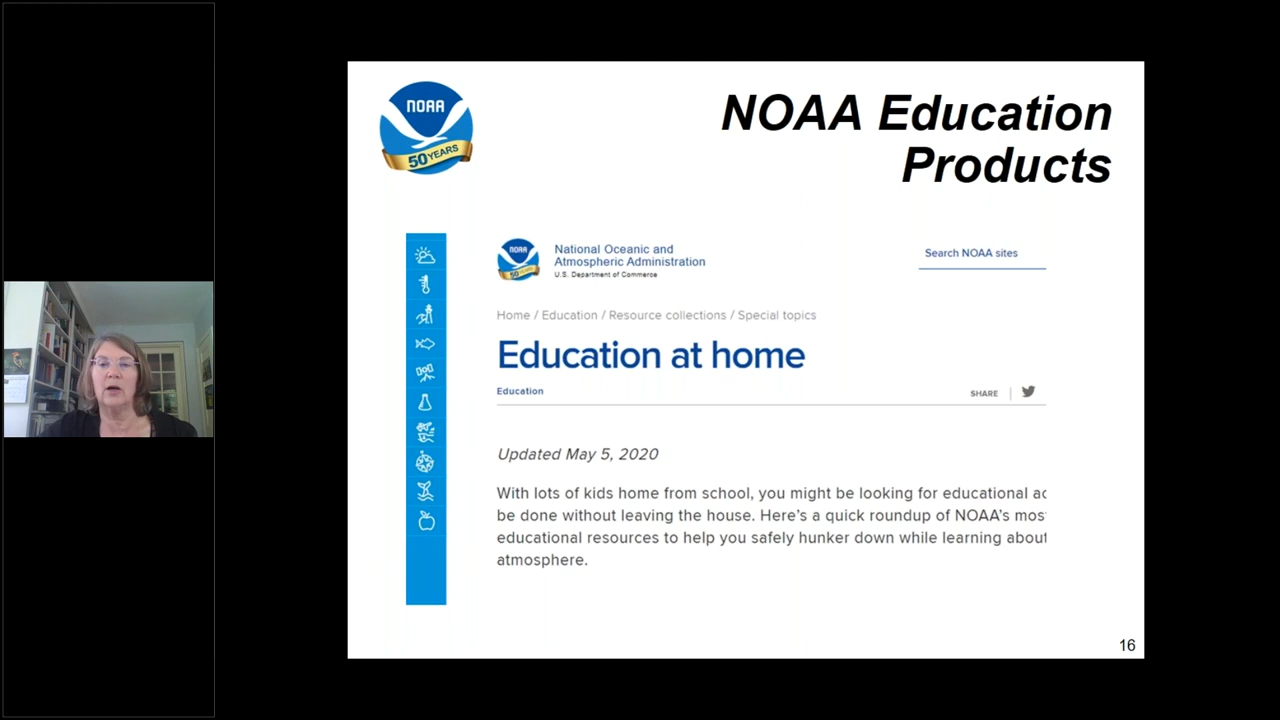 NOAA
50 YEARS
NOAA Education
Products
NOAA
50 YEARS
National Oceanic and
Atmospheric Administration
U.S. Department of Commerce
Search NOAA sites
Home / Education / Resource collections / Special topics
Education at home
Education
SHARE
Updated May 5, 2020
With lots of kids home from school, you might be looking for educational
be done without leaving the house. Here's a quick roundup of NOAA's
educational resources to help you safely hunker down while learning about
atmosphere.
16